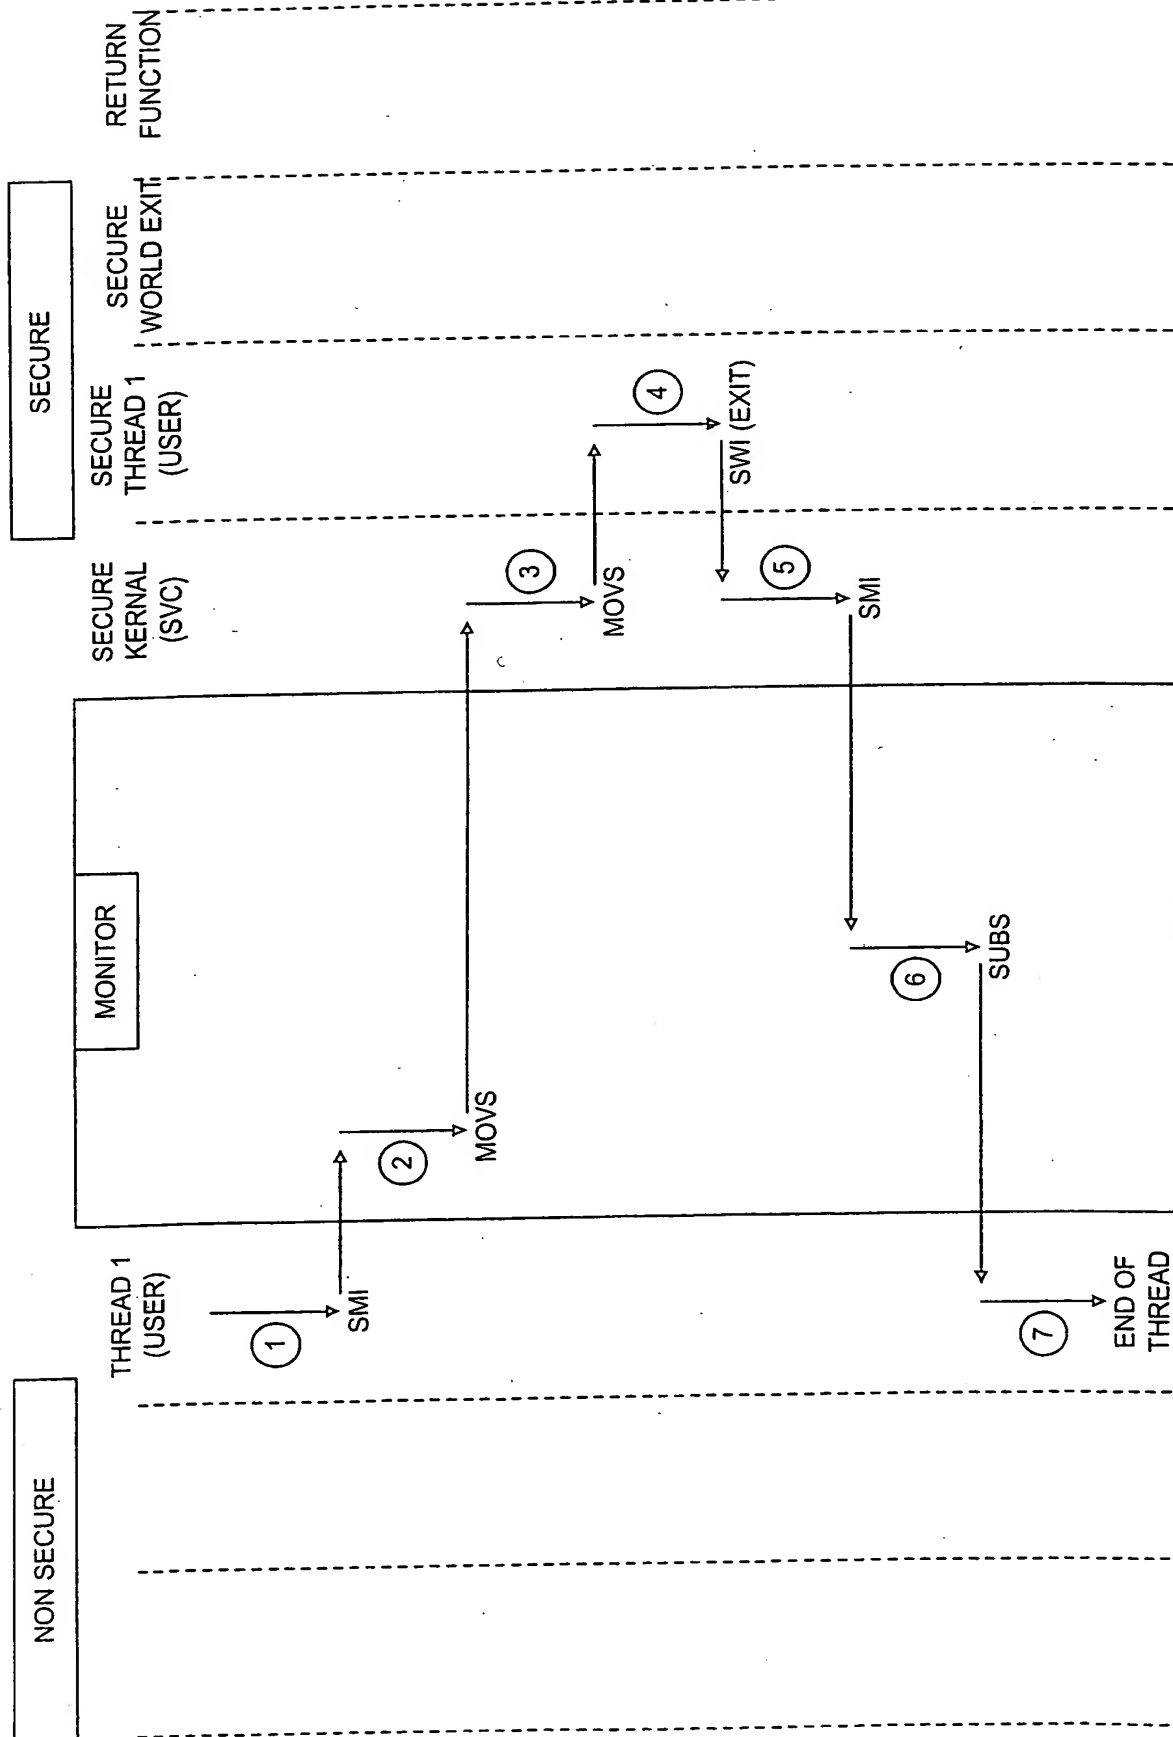 NON SECURE
MONITOR
SECURE
THREAD 1
(USER)
SECURE
KERNAL
(SVC)
SECURE
THREAD 1
(USER)
SECURE
WORLD EXIT
RETURN
FUNCTION
1
SMI
2
MOVS
3
MOVS
4
SWI (EXIT)
5
SMI
6
SUBS
7
END OF
THREAD